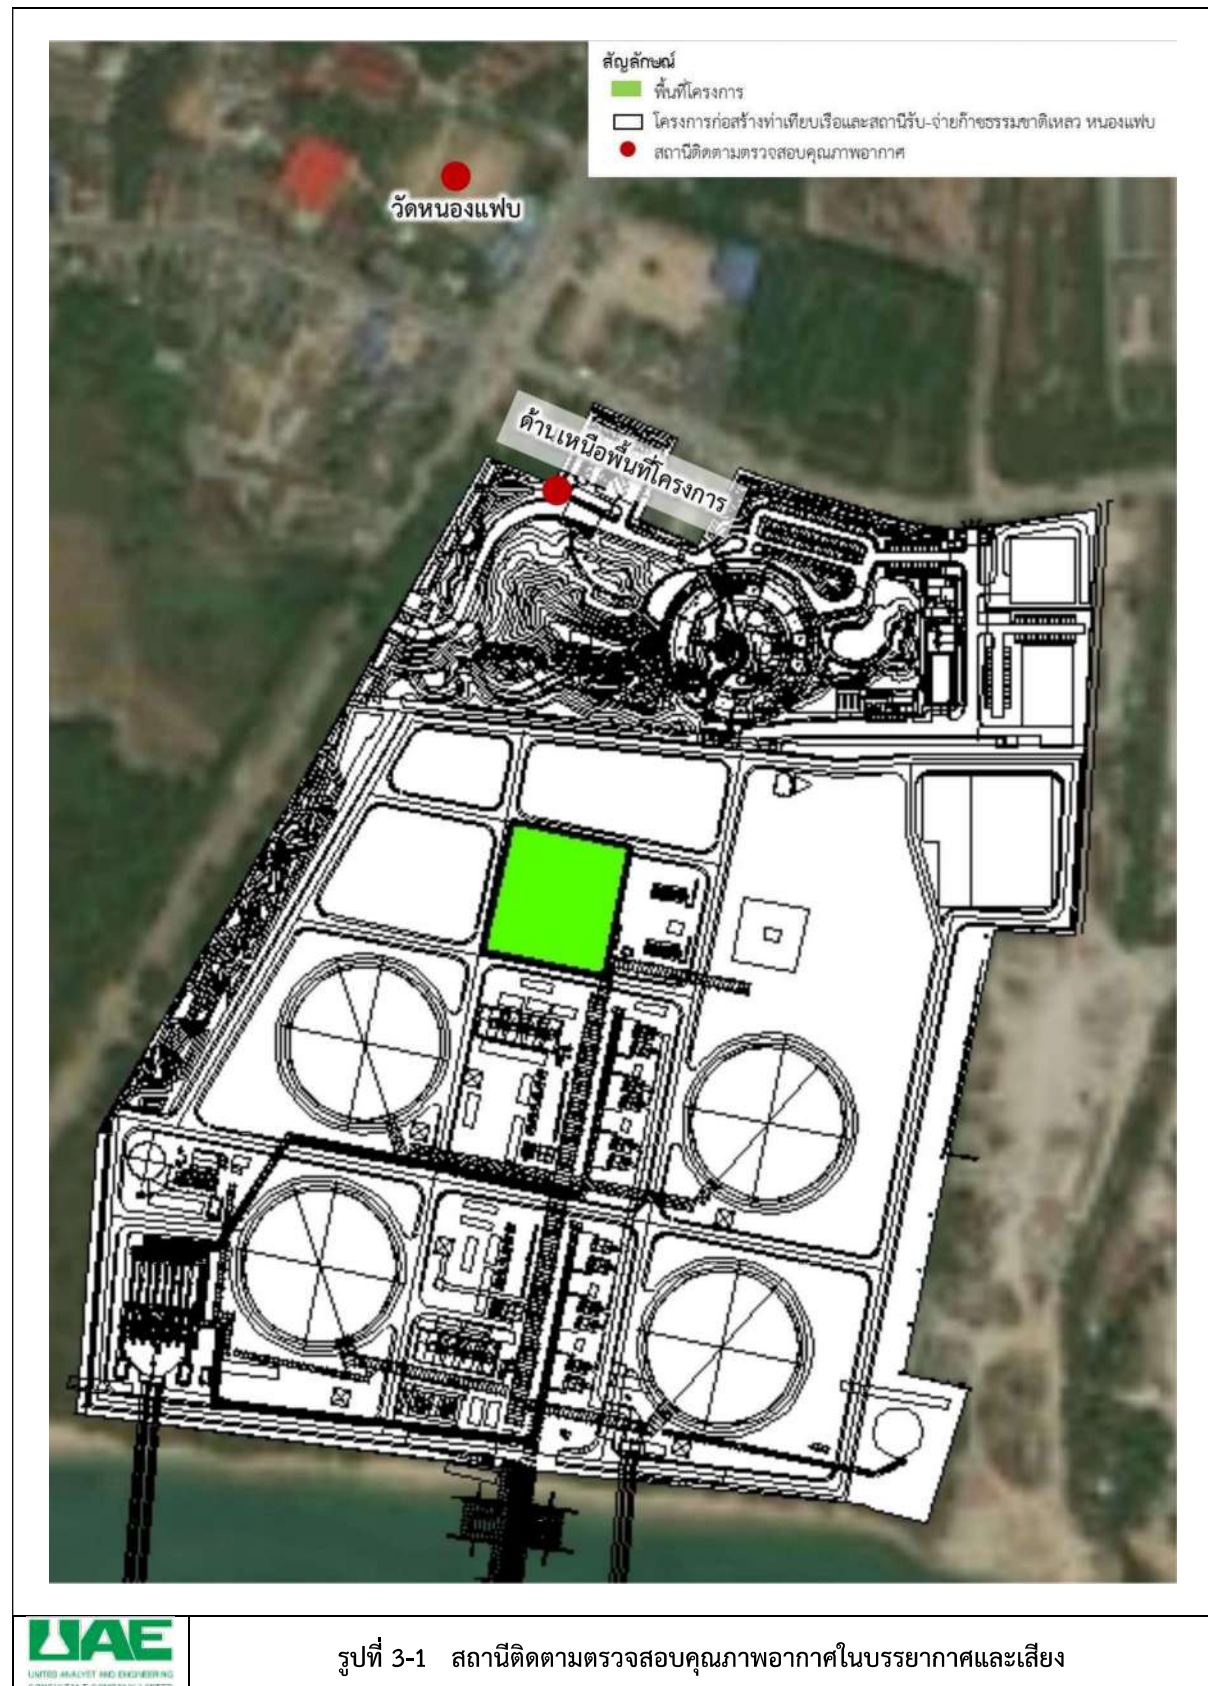 สัญลักษณ์
พื้นที่โครงการ
โครงการก่อสร้างท่าเทียบเรือและสถานีรับ-จ่ายก๊าซธรรมชาติเหลว หนองแฟบ
สถานีติดตามตรวจสอบคุณภาพอากาศ
วัดหนองแฟบ
ด้านเหนือพื้นที่โครงการ
UAE
UNITED ANALYST AND ENGINEERING
CONSULTANT COMPANY LIMITED
รูปที่ 3-1 สถานีติดตามตรวจสอบคุณภาพอากาศในบรรยากาศและเสียง